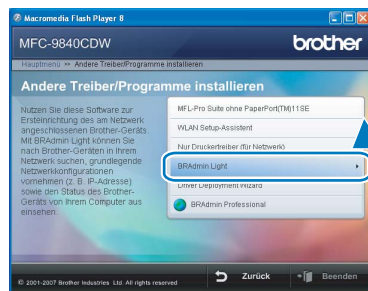 Macromedia Flash Player 8
MFC-9840CDW
brother
Hauptmenü >> Andere Treiber/Programme installieren
Andere Treiber/Programme installieren
Nutzen Sie diese Software zur
Ersteinrichtung des am Netzwerk
angeschlossenen Brother-Geräts.
Mit BRAdmin Light können Sie
nach Brother-Geräten in Ihrem
Netzwerk suchen, grundlegende
Netzwerkkonfigurationen
vornehmen (z. B. IP-Adresse)
sowie den Status des Brother-
Geräts von Ihrem Computer aus
einsehen.
MFL-Pro Suite ohne PaperPort(TM)11SE
WLAN Setup-Assistent
Nur Druckertreiber (für Netzwerk)
BRAdmin Light
Driver Deployment Wizard
BRAdmin Professional
© 2001-2007 Brother Industries Ltd. All rights reserved
Zurück
Beenden